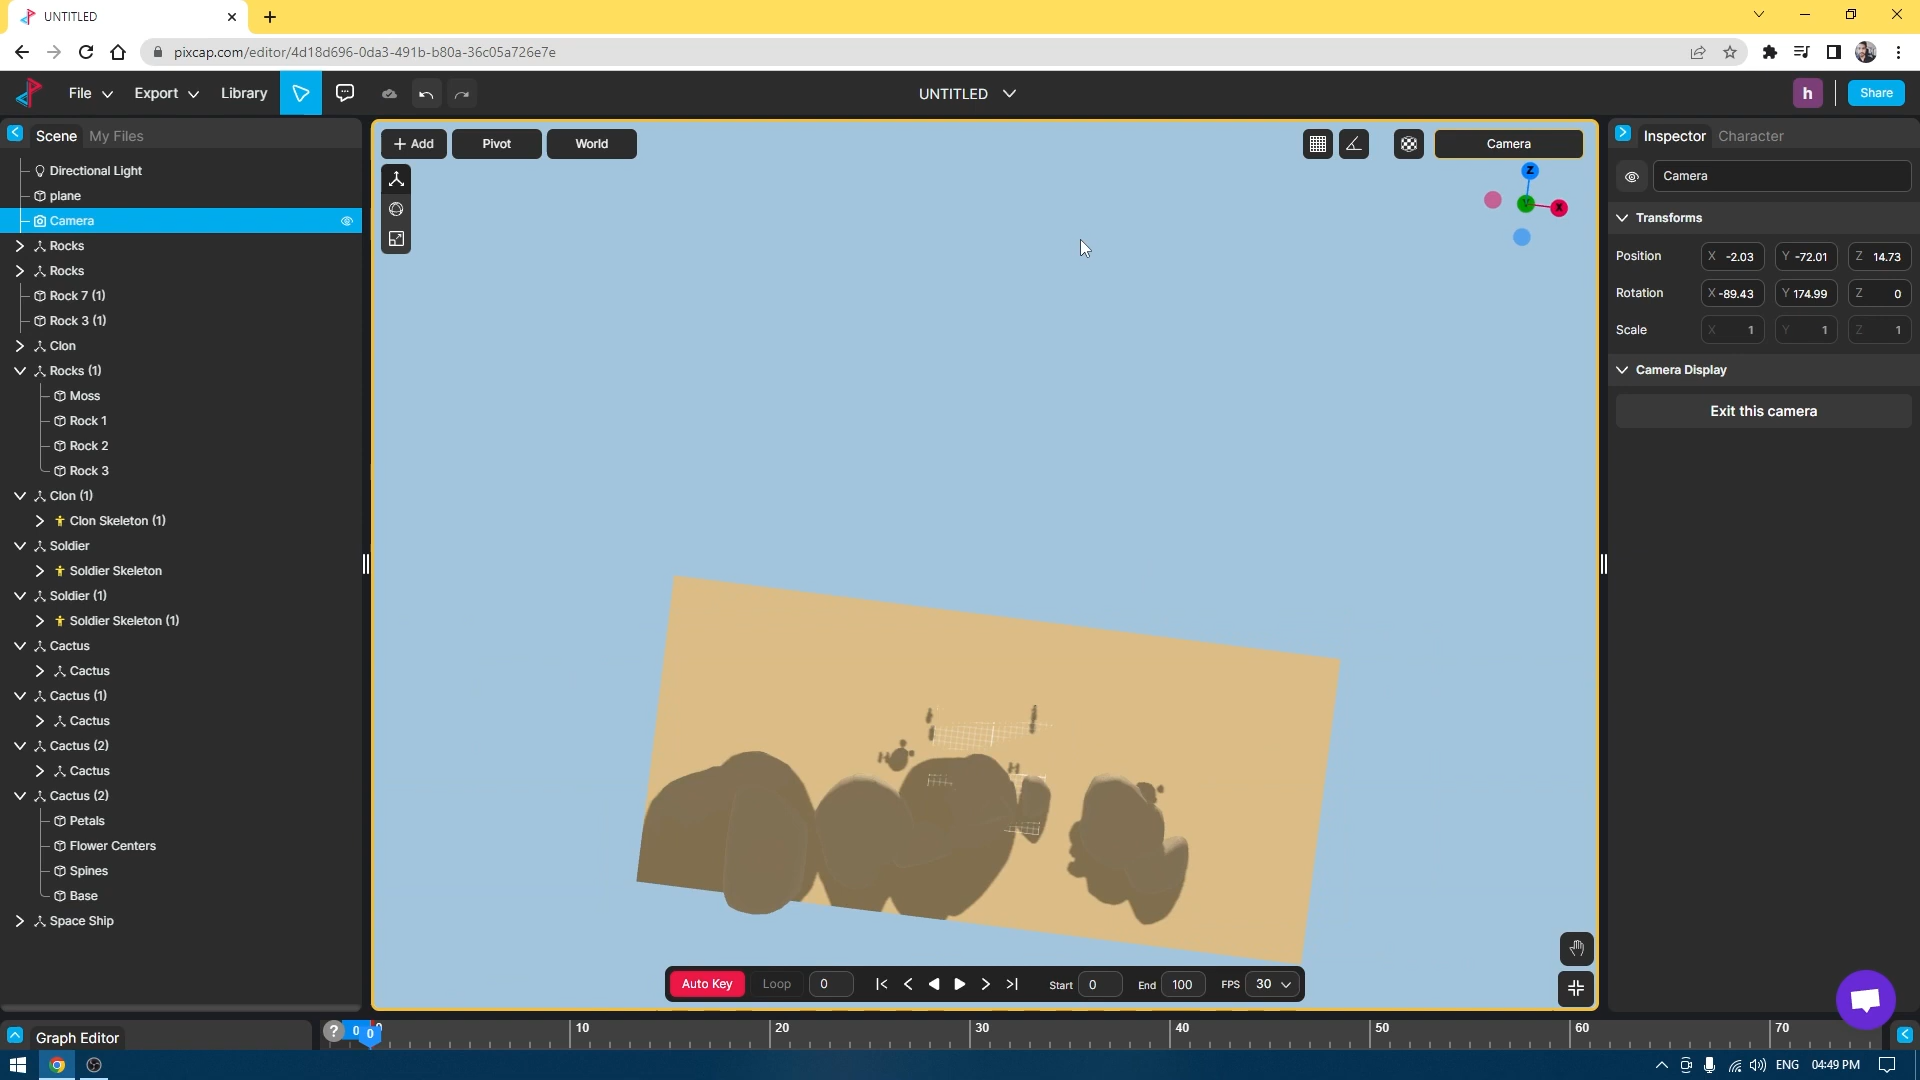 UNTITLED
pixcap.com/editor/4d18d696-0da3-491b-b80a-36c05a726e7e
File
Export
Library
UNTITLED
h
Share
Scene
My Files
Directional Light
plane
Camera
Rocks
Rocks
Rock 7 (1)
Rock 3 (1)
Clon
Rocks (1)
Moss
Rock 1
Rock 2
Rock 3
Clon (1)
Clon Skeleton (1)
Soldier
Soldier Skeleton
Soldier (1)
Soldier Skeleton (1)
Cactus
Cactus
Cactus (1)
Cactus
Cactus (2)
Cactus
Cactus (2)
Petals
Flower Centers
Spines
Base
Space Ship
+ Add
Pivot
World
Camera
Z
Y
X
Inspector
Character
Camera
Transforms
Position X -2.03 Y -72.01 Z 14.73
Rotation X -89.43 Y 174.99 Z 0
Scale X 1 Y 1 Z 1
Camera Display
Exit this camera
Auto Key
Loop
0
Start 0
End 100
FPS 30
Graph Editor
?
0
0
0
10
20
30
40
50
60
70
ENG
04:49 PM